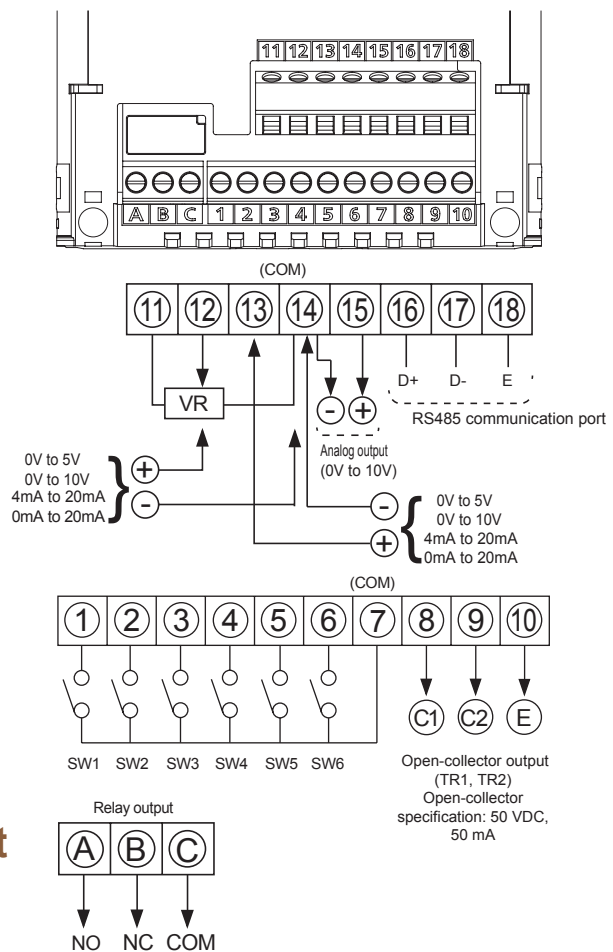 11 12 13 14 15 16 17 18
A B C 1 2 3 4 5 6 7 8 9 10
(COM)
11 12 13 14 15 16 17 18
D+ D- E
RS485 communication port
VR
- +
Analog output
(0V to 10V)
0V to 5V
0V to 10V
4mA to 20mA
0mA to 20mA
+
-
-
+
0V to 5V
0V to 10V
4mA to 20mA
0mA to 20mA
(COM)
1 2 3 4 5 6 7 8 9 10
C1 C2 E
SW1 SW2 SW3 SW4 SW5 SW6
Open-collector output
(TR1, TR2)
Open-collector
specification: 50 VDC,
50 mA
Relay output
t
A B C
NO NC COM